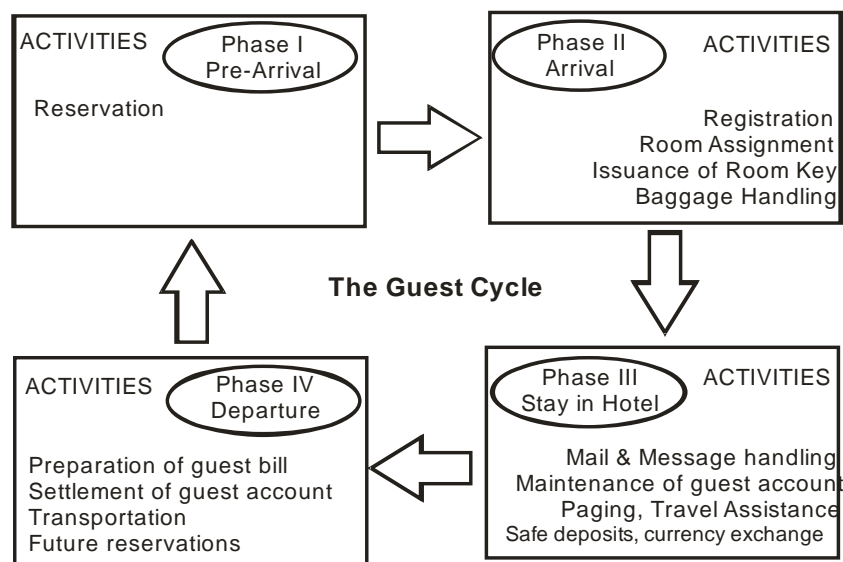 ACTIVITIES
Phase I
Pre-Arrival
Reservation
Phase II
Arrival
ACTIVITIES
Registration
Room Assignment
Issuance of Room Key
Baggage Handling
The Guest Cycle
ACTIVITIES
Phase IV
Departure
Preparation of guest bill
Settlement of guest account
Transportation
Future reservations
Phase III
Stay in Hotel
ACTIVITIES
Mail & Message handling
Maintenance of guest account
Paging, Travel Assistance
Safe deposits, currency exchange